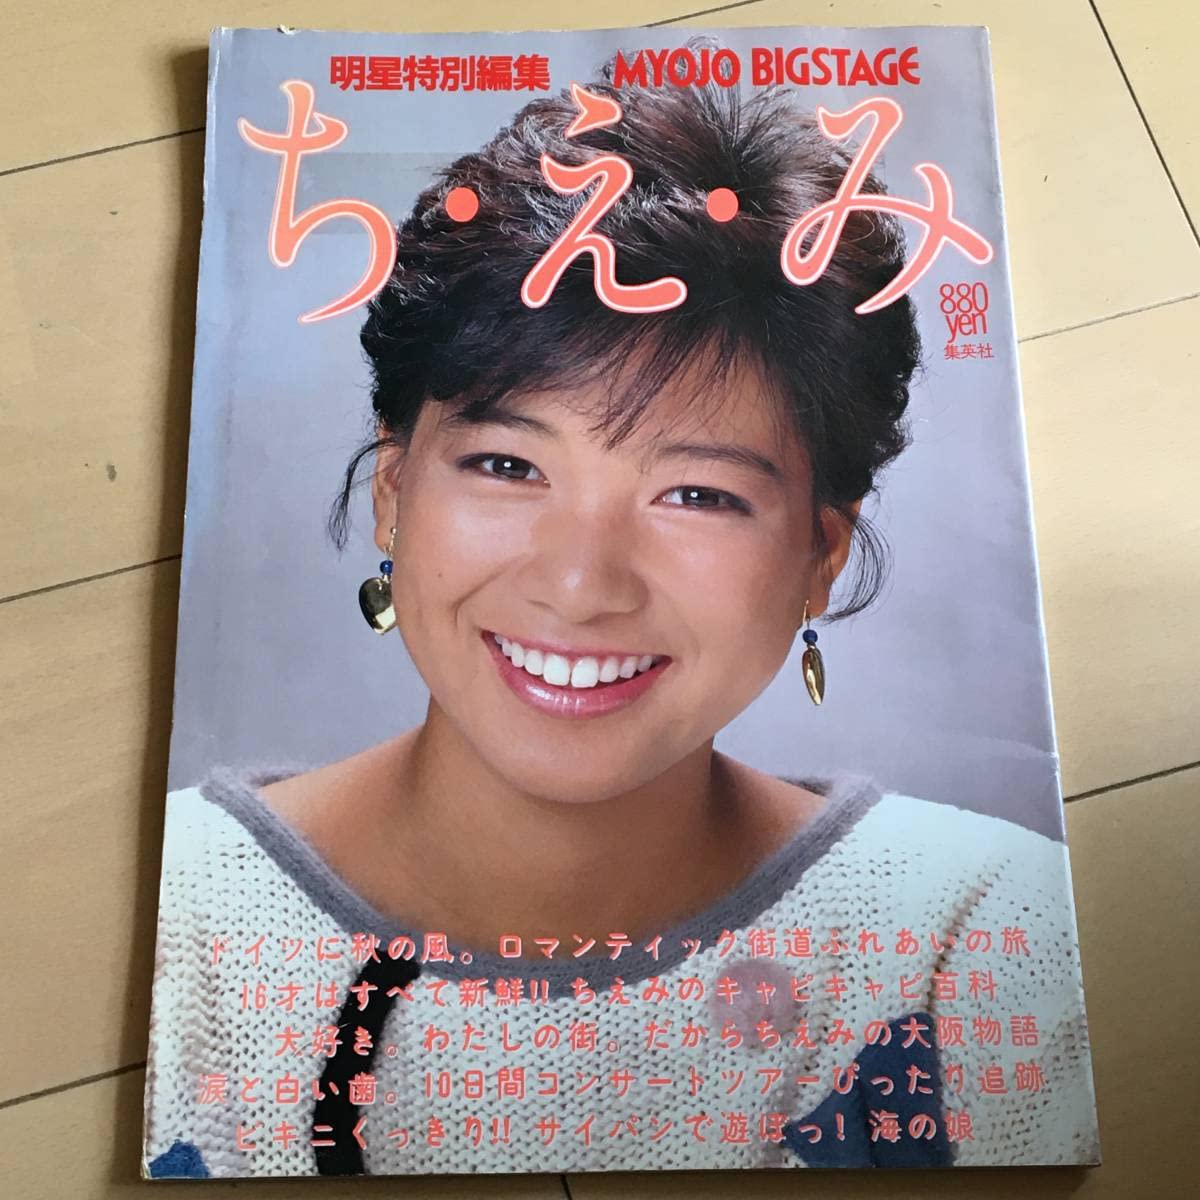 明星特別編集 MYOJO BIGSTAGE
ち・え・み
880
yen
集英社
ドイツに秋の風。ロマンティック街道ふれあいの旅
16才はすべて新鮮!! ちえみのキャピキャピ百科
大好き。わたしの街。だからちえみの大阪物語
涙と白い歯。10日間コンサートツアーぴったり追跡
ビキニくっきり!! サイパンで遊ぼっ! 海の娘